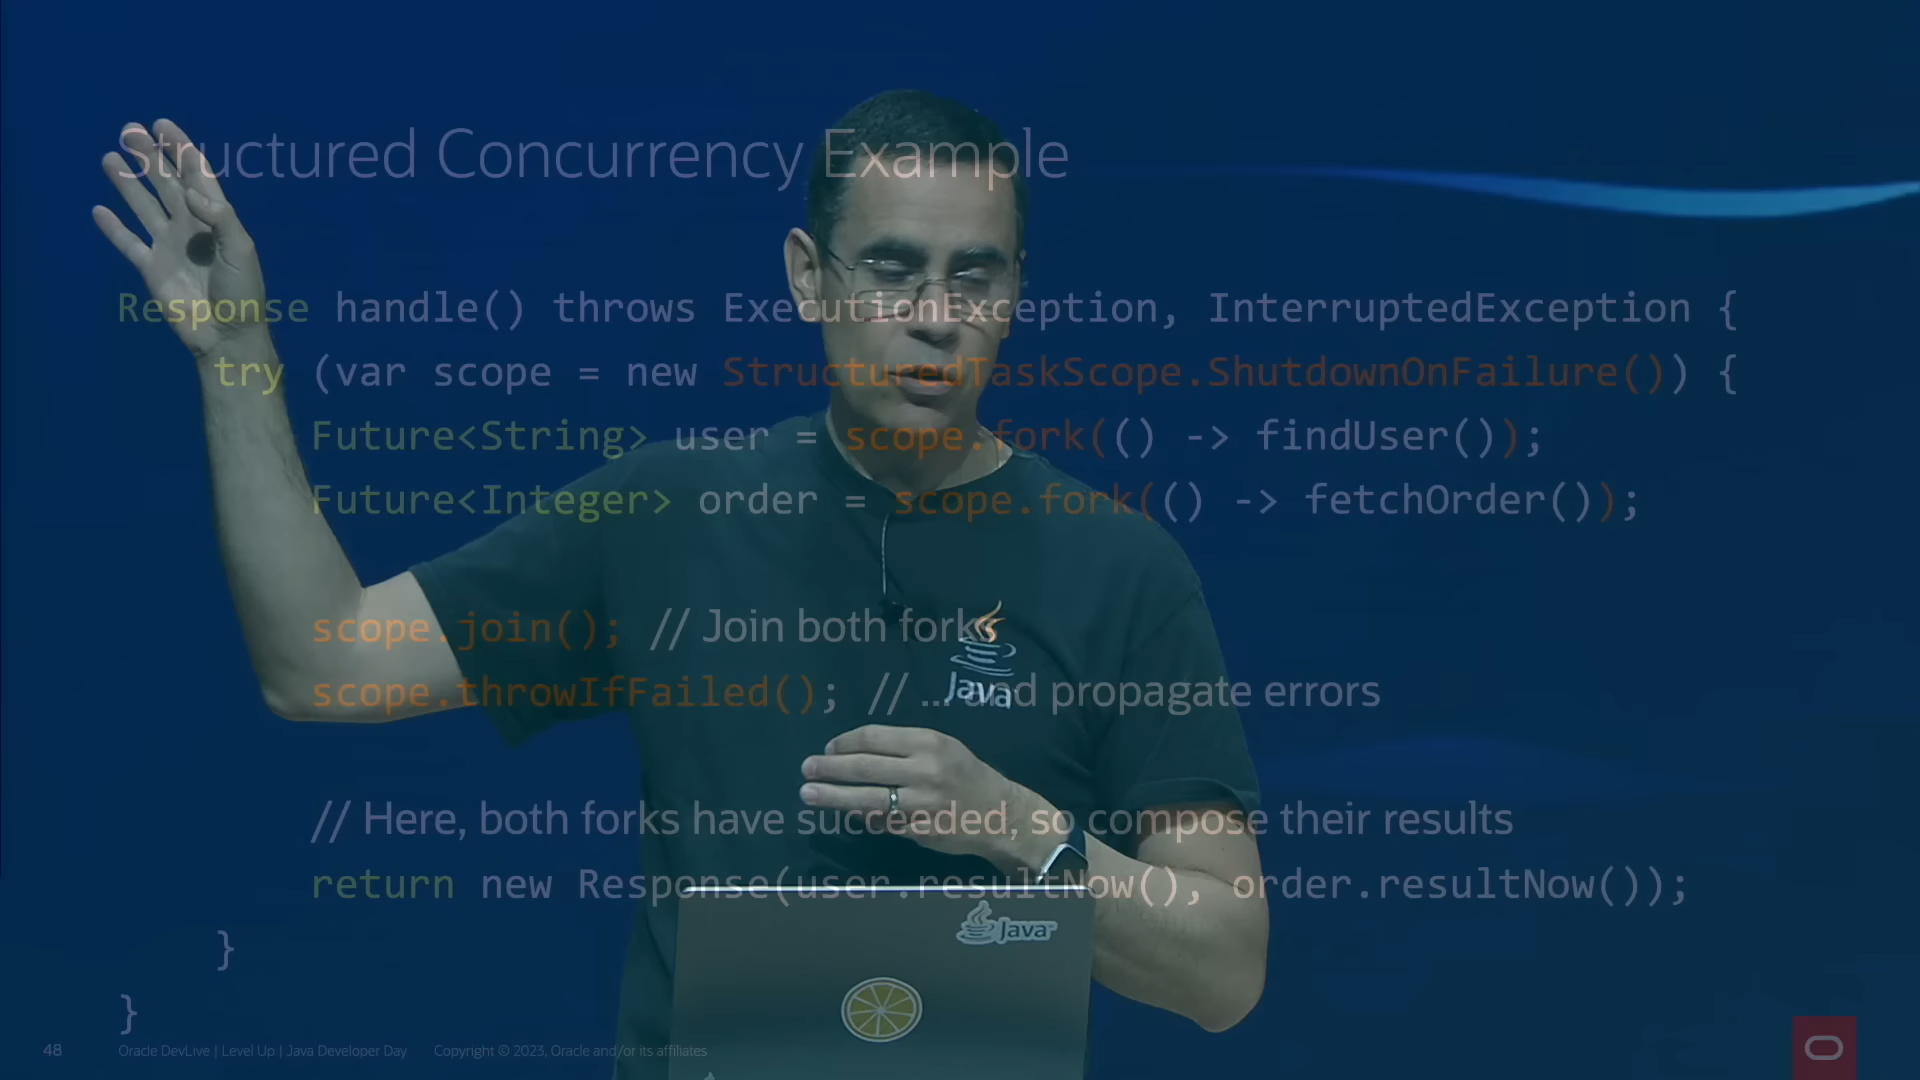 Structured Concurrency Example
Response handle() throws ExecutionException, InterruptedException {
try (var scope = new StructuredTaskScope.ShutdownOnFailure()) {
Future<String> user = scope.fork(() -> findUser());
Future<Integer> order = scope.fork(() -> fetchOrder());
scope.join(); // Join both forks
scope.throwIfFailed(); // ... and propagate errors
// Here, both forks have succeeded, so compose their results
return new Response(user.resultNow(), order.resultNow());
}
}
Java
Java
48 Oracle DevLive | Level Up | Java Developer Day Copyright © 2023, Oracle and/or its affiliates